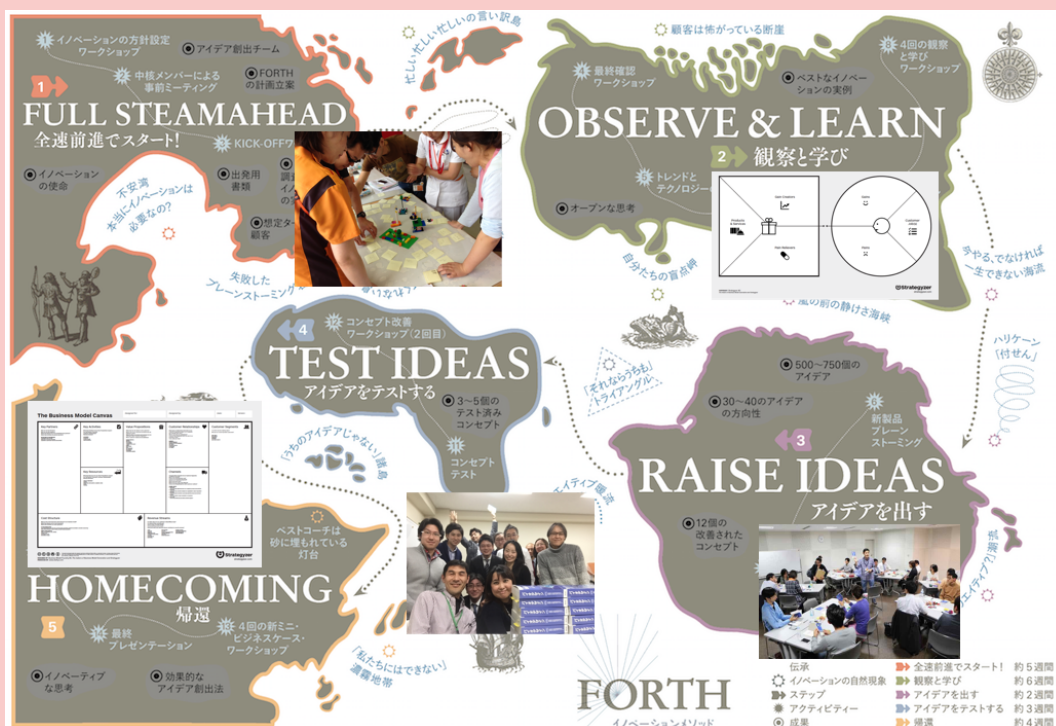 イノベーションの方針設定
ワークショップ
アイデア創出チーム
中核メンバーによる
事前ミーティング
FORTH
の計画立案
1
FULL STEAMAHEAD
全速前進でスタート!
KICK-OFFワ
イノベーション
の使命
出発用
書類
想定ター
顧客
不安湾
本当にイノベーションは
必要なの?
忙しい忙しい忙しいの言い訳島
失敗した
ブレーンストーミング
顧客は怖がっている断崖
最終確認
ワークショップ
ベストなイノベー
ションの実例
4回の観察
と学び
ワークショップ
OBSERVE & LEARN
2
観察と学び
トレンドと
オープンな思考
自分たちの盲点岬
The Business Model Canvas
Strategyzer
嵐の前の静けさ海峡
今やる、でなければ
一生できない海流
ハリケーン
「付せん」
4
12
コンセプト改善
ワークショップ(2回目)
TEST IDEAS
アイデアをテストする
3〜5個の
テスト済み
コンセプト
11
コンセプト
テスト
「それならうちも」
トライアングル
「うちのアイデアじゃない」諸島
500〜750個の
アイデア
30〜40のアイデア
の方向性
新製品
ブレーン
ストーミング
3
RAISE IDEAS
アイデアを出す
12個の
改善された
コンセプト
Strategyzer
ベストコーチは
砂に埋もれている
灯台
HOMECOMING
帰還
5
最終
プレゼンテーション
4回の新ミニ・
ビジネスケース・
ワークショップ
イノベーティブ
な思考
効果的な
アイデア創出法
「私たちにはできない」
濃霧地帯
FORTH
イノベーションメソッド
伝承
イノベーションの自然現象
ステップ
アクティビティー
成果
全速前進でスタート! 約5週間
観察と学び 約6週間
アイデアを出す 約2週間
アイデアをテストする 約3週間
帰還 約4週間